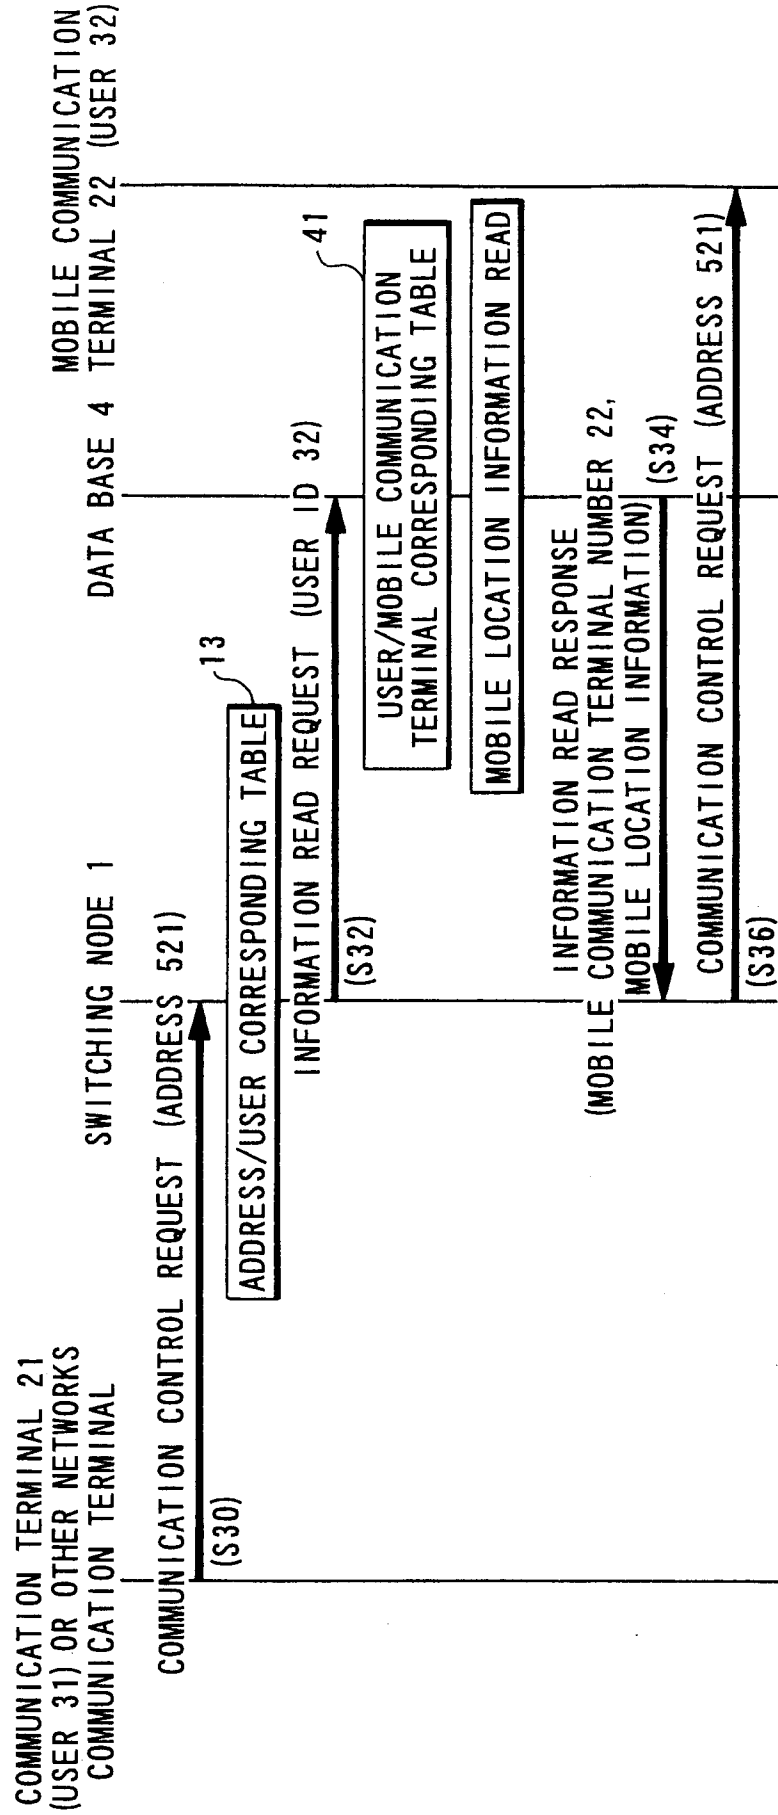 COMMUNICATION TERMINAL 21
(USER 31) OR OTHER NETWORKS
COMMUNICATION TERMINAL
SWITCHING NODE 1
DATA BASE 4
MOBILE COMMUNICATION
TERMINAL 22 (USER 32)
COMMUNICATION CONTROL REQUEST (ADDRESS 521)
(S30)
13
ADDRESS/USER CORRESPONDING TABLE
INFORMATION READ REQUEST (USER ID 32)
(S32)
41
USER/MOBILE COMMUNICATION
TERMINAL CORRESPONDING TABLE
MOBILE LOCATION INFORMATION READ
INFORMATION READ RESPONSE
(MOBILE COMMUNICATION TERMINAL NUMBER 22,
MOBILE LOCATION INFORMATION)
(S34)
COMMUNICATION CONTROL REQUEST (ADDRESS 521)
(S36)